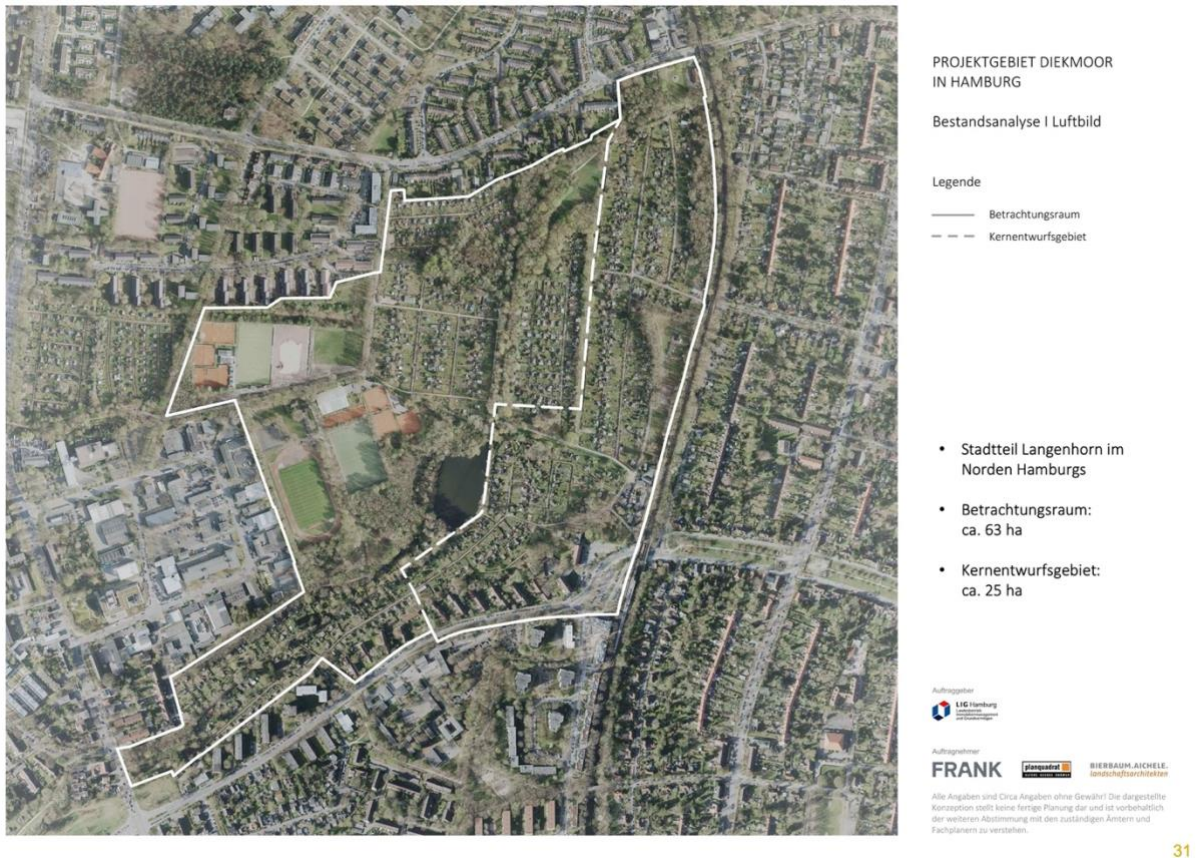 PROJEKTGEBIET DIEKMOOR
IN HAMBURG
Bestandsanalyse I Luftbild
Legende
Betrachtungsraum
Kernentwurfsgebiet
• Stadtteil Langenhorn im
Norden Hamburgs
• Betrachtungsraum:
ca. 63 ha
• Kernentwurfsgebiet:
ca. 25 ha
Auftraggeber
LIG Hamburg
Auftragnehmer
FRANK
planquadrat
BIERBAUM.AICHELE.
landschaftsarchitekten
Alle Angaben sind Circa Angaben ohne Gewähr! Die dargestellte
Konzeption stellt keine fertige Planung dar und ist vorbehaltlich
der weiteren Abstimmung mit den zuständigen Ämtern und
Fachplanern zu verstehen.
31